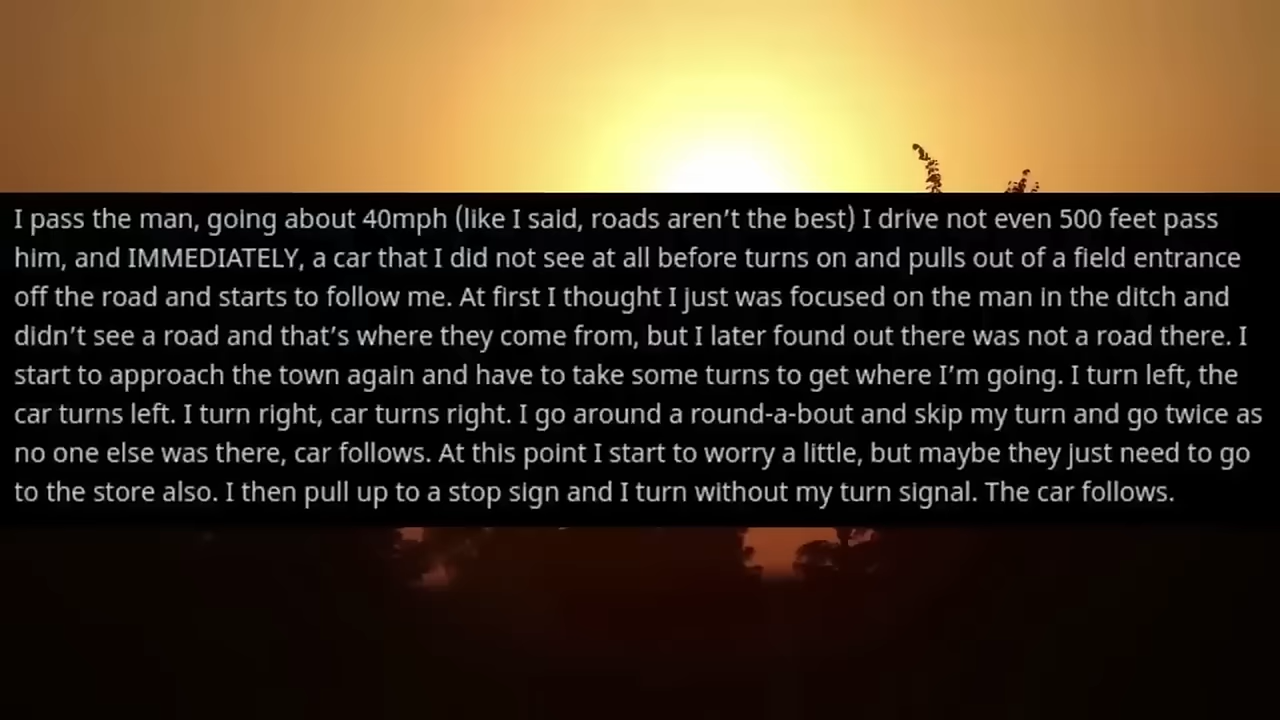 I pass the man, going about 40mph (like I said, roads aren’t the best) I drive not even 500 feet pass
him, and IMMEDIATELY, a car that I did not see at all before turns on and pulls out of a field entrance
off the road and starts to follow me. At first I thought I just was focused on the man in the ditch and
didn’t see a road and that’s where they come from, but I later found out there was not a road there. I
start to approach the town again and have to take some turns to get where I’m going. I turn left, the
car turns left. I turn right, car turns right. I go around a round-a-bout and skip my turn and go twice as
no one else was there, car follows. At this point I start to worry a little, but maybe they just need to go
to the store also. I then pull up to a stop sign and I turn without my turn signal. The car follows.